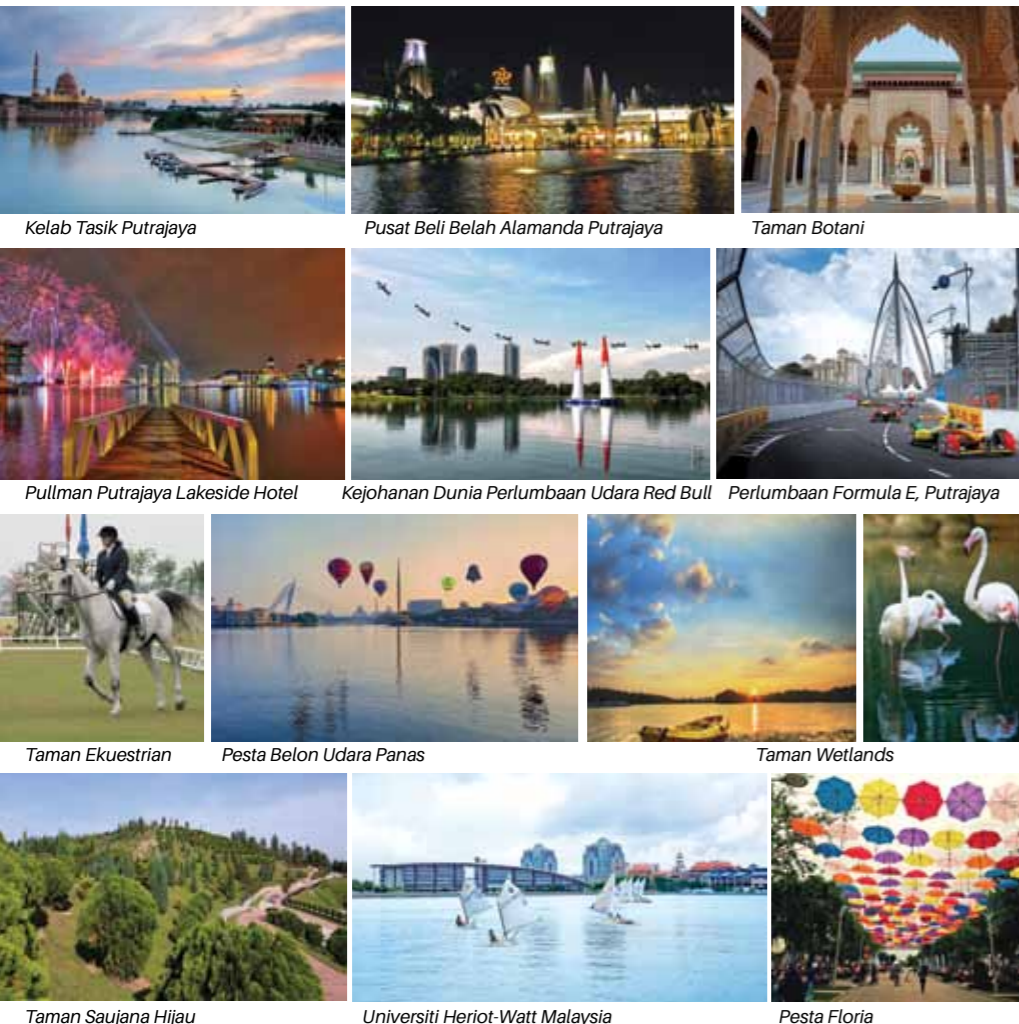 Kelab Tasik Putrajaya
Pusat Beli Belah Alamanda Putrajaya
Taman Botani
Pullman Putrajaya Lakeside Hotel
Kejohanan Dunia Perlumbaan Udara Red Bull
Perlumbaan Formula E, Putrajaya
Taman Ekuestrian
Pesta Belon Udara Panas
Taman Wetlands
Taman Saujana Hijau
Universiti Heriot-Watt Malaysia
Pesta Floria